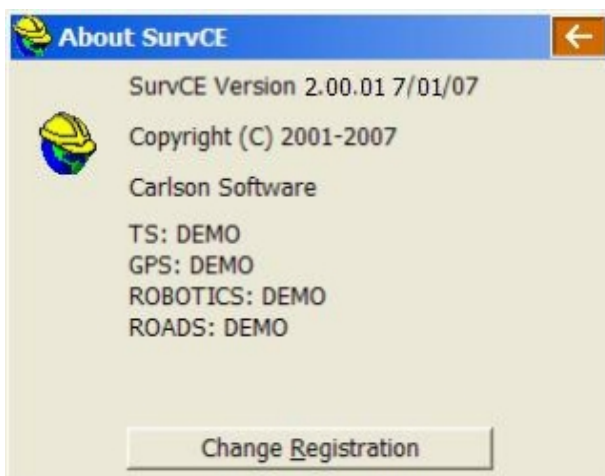 About SurvCE
SurvCE Version 2.00.01 7/01/07
Copyright (C) 2001-2007
Carlson Software
TS: DEMO
GPS: DEMO
ROBOTICS: DEMO
ROADS: DEMO
Change Registration